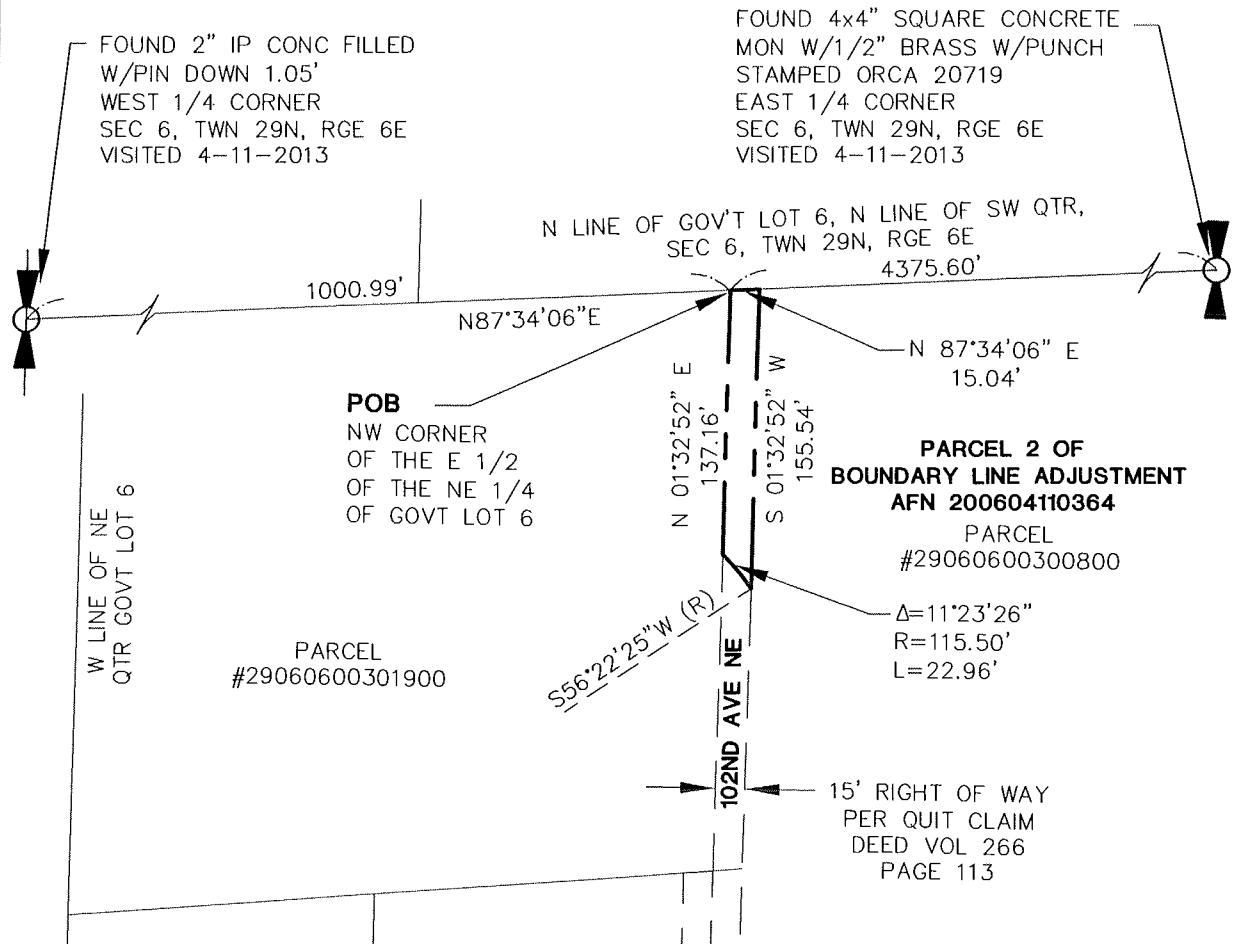 FOUND 2" IP CONC FILLED
W/PIN DOWN 1.05'
WEST 1/4 CORNER
SEC 6, TWN 29N, RGE 6E
VISITED 4-11-2013
FOUND 4x4" SQUARE CONCRETE
MON W/1/2" BRASS W/PUNCH
STAMPED ORCA 20719
EAST 1/4 CORNER
SEC 6, TWN 29N, RGE 6E
VISITED 4-11-2013
N LINE OF GOV'T LOT 6, N LINE OF SW QTR,
SEC 6, TWN 29N, RGE 6E
4375.60'
1000.99'
N87°34'06"E
N 87°34'06" E
15.04'
POB
NW CORNER
OF THE E 1/2
OF THE NE 1/4
OF GOVT LOT 6
N 01°32'52" E
137.16'
S 01°32'52" W
155.54'
PARCEL 2 OF
BOUNDARY LINE ADJUSTMENT
AFN 200604110364
PARCEL
#29060600300800
W LINE OF NE
QTR GOVT LOT 6
PARCEL
#29060600301900
S56°22'25"W (R)
Δ=11°23'26"
R=115.50'
L=22.96'
102ND AVE NE
15' RIGHT OF WAY
PER QUIT CLAIM
DEED VOL 266
PAGE 113